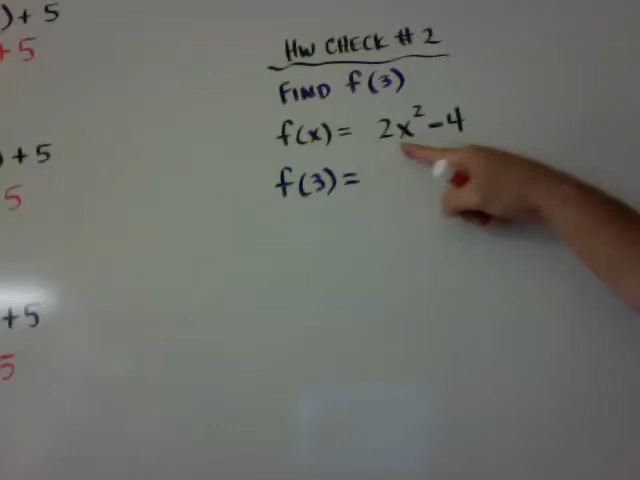 ) + 5
+ 5
HW CHECK # 2
FIND f(3)
f(x) = 2x² - 4
f(3) =
) + 5
5
+ 5
5